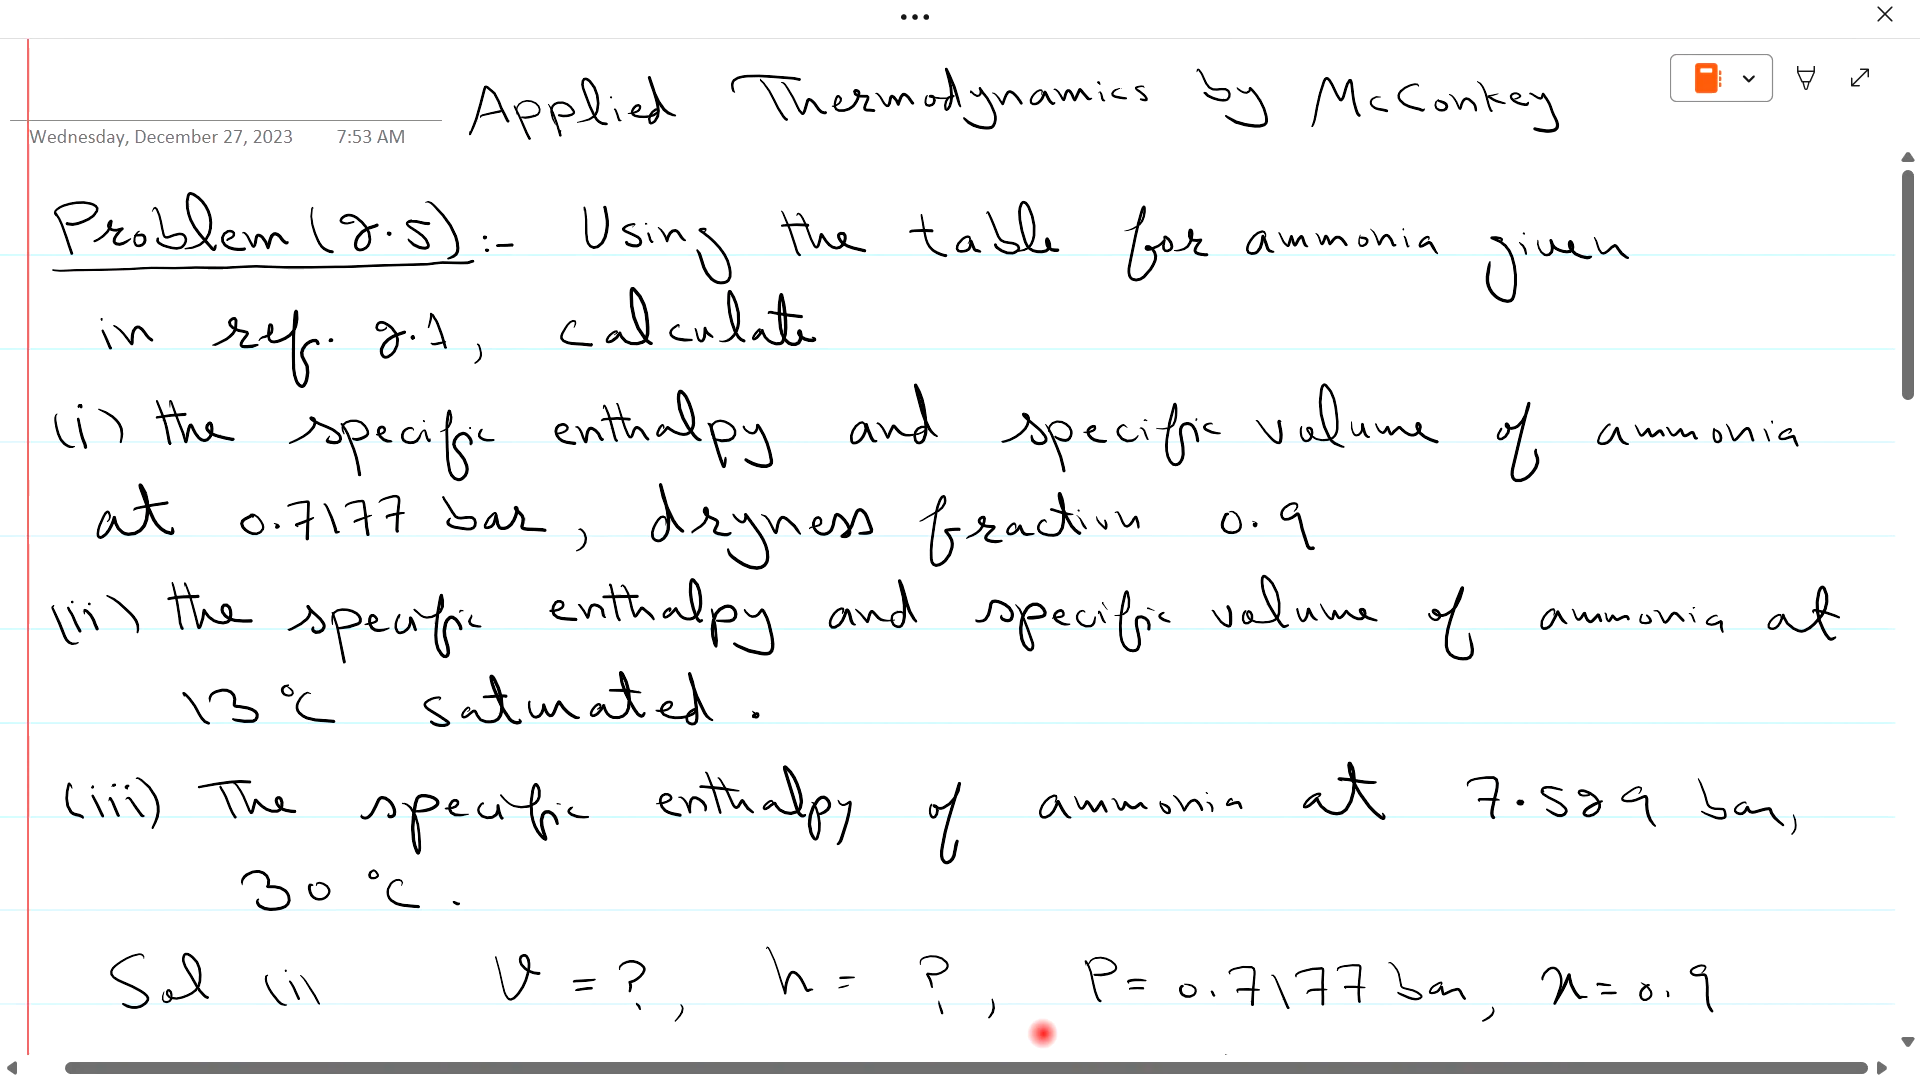 Applied Thermodynamics by McConkey
Wednesday, December 27, 2023 7:53 AM
Problem (2.5) :- Using the table for ammonia given
in ref. 2.1, calculate
(i) the specific enthalpy and specific volume of ammonia
at 0.7177 bar, dryness fraction 0.9
(ii) the specific enthalpy and specific volume of ammonia at
13 °C saturated.
(iii) The specific enthalpy of ammonia at 7.529 bar,
30 °C.
Sol (i) v = ?, h = ?, P = 0.7177 bar, x = 0.9